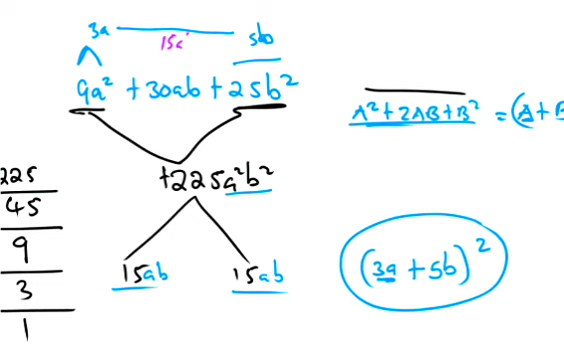 3a 5b
15a
9a² + 30ab + 25b²
A² + 2AB + B² = (A + B
+225a²b²
225
45
9
3
1
15ab 15ab
(3a + 5b)²